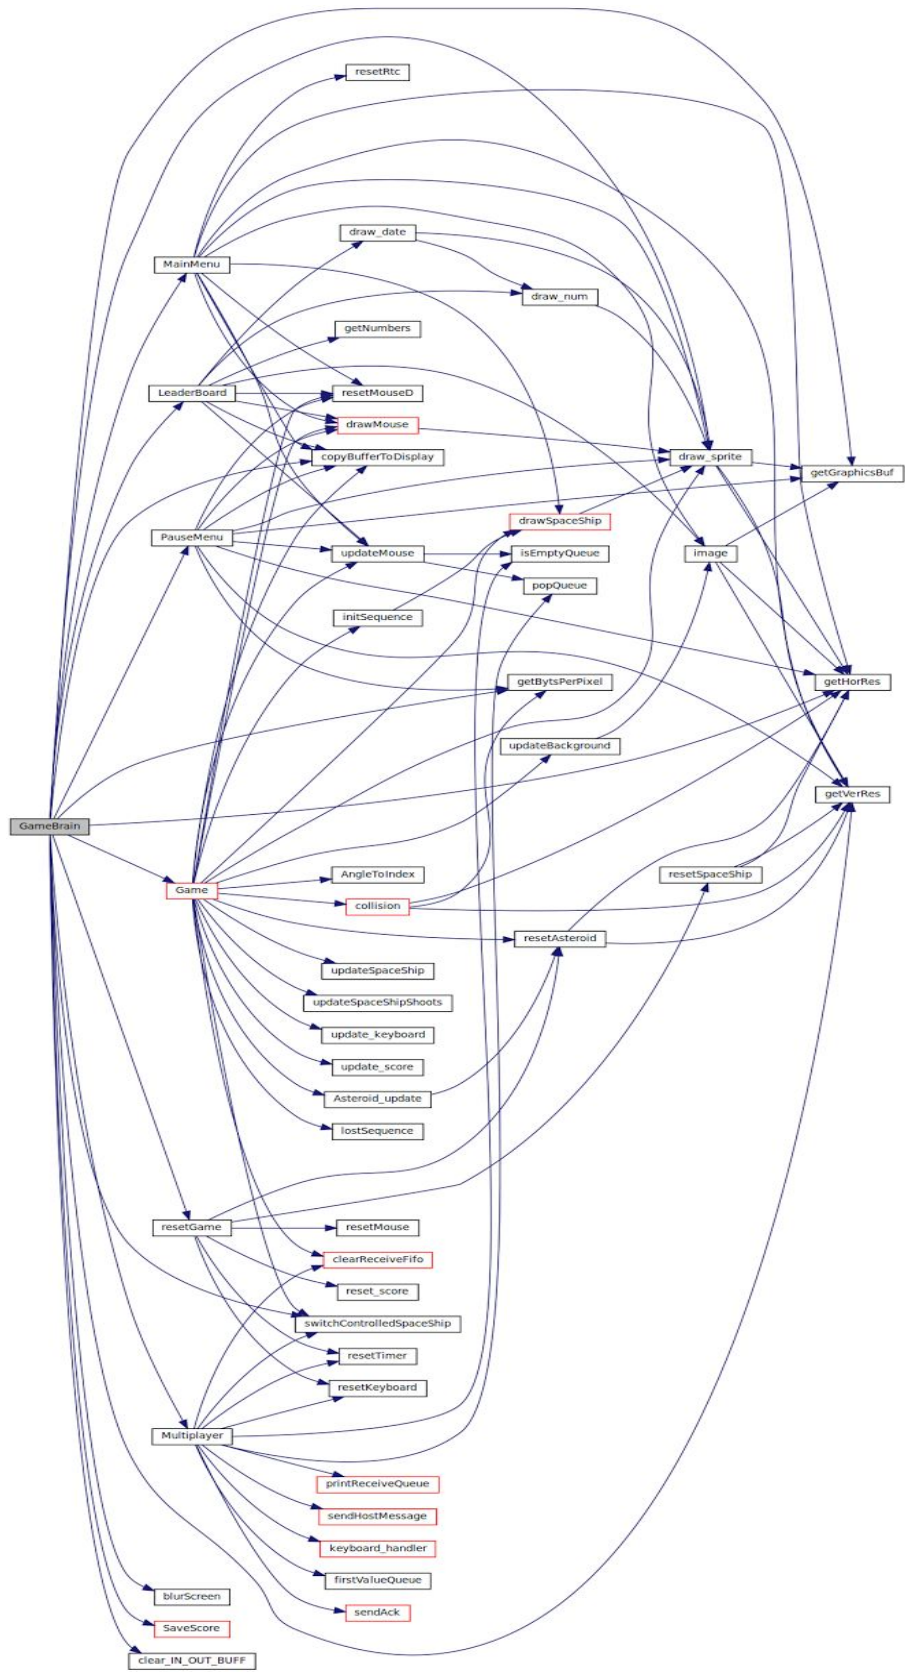 resetRtc
draw_date
MainMenu
draw_num
getNumbers
LeaderBoard
resetMouseD
drawMouse
copyBufferToDisplay
draw_sprite
getGraphicsBuf
drawSpaceShip
PauseMenu
updateMouse
isEmptyQueue
image
popQueue
initSequence
getBytsPerPixel
getHorRes
updateBackground
getVerRes
GameBrain
AngleToIndex
resetSpaceShip
Game
collision
resetAsteroid
updateSpaceShip
updateSpaceShipShoots
update_keyboard
update_score
Asteroid_update
lostSequence
resetGame
resetMouse
clearReceiveFifo
reset_score
switchControlledSpaceShip
resetTimer
resetKeyboard
Multiplayer
printReceiveQueue
sendHostMessage
keyboard_handler
firstValueQueue
blurScreen
sendAck
SaveScore
clear_IN_OUT_BUFF